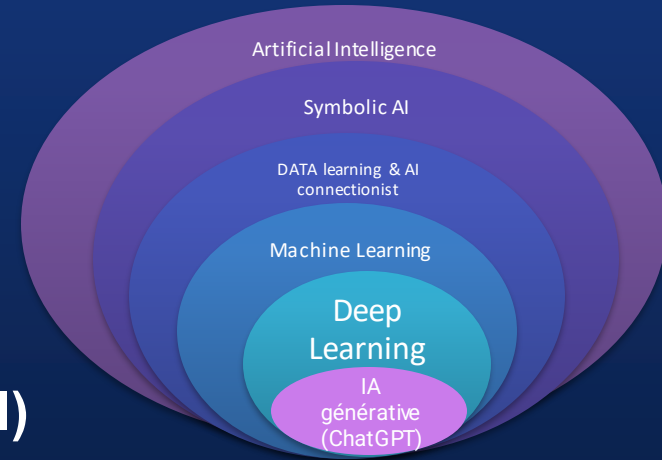 Artificial Intelligence
Symbolic AI
DATA learning & AI
connectionist
Machine Learning
Deep
Learning
IA
générative
(ChatGPT)